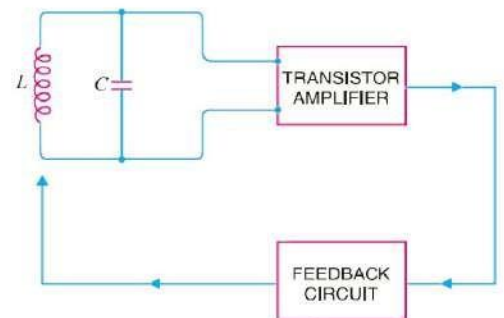 L
C
TRANSISTOR
AMPLIFIER
FEEDBACK
CIRCUIT